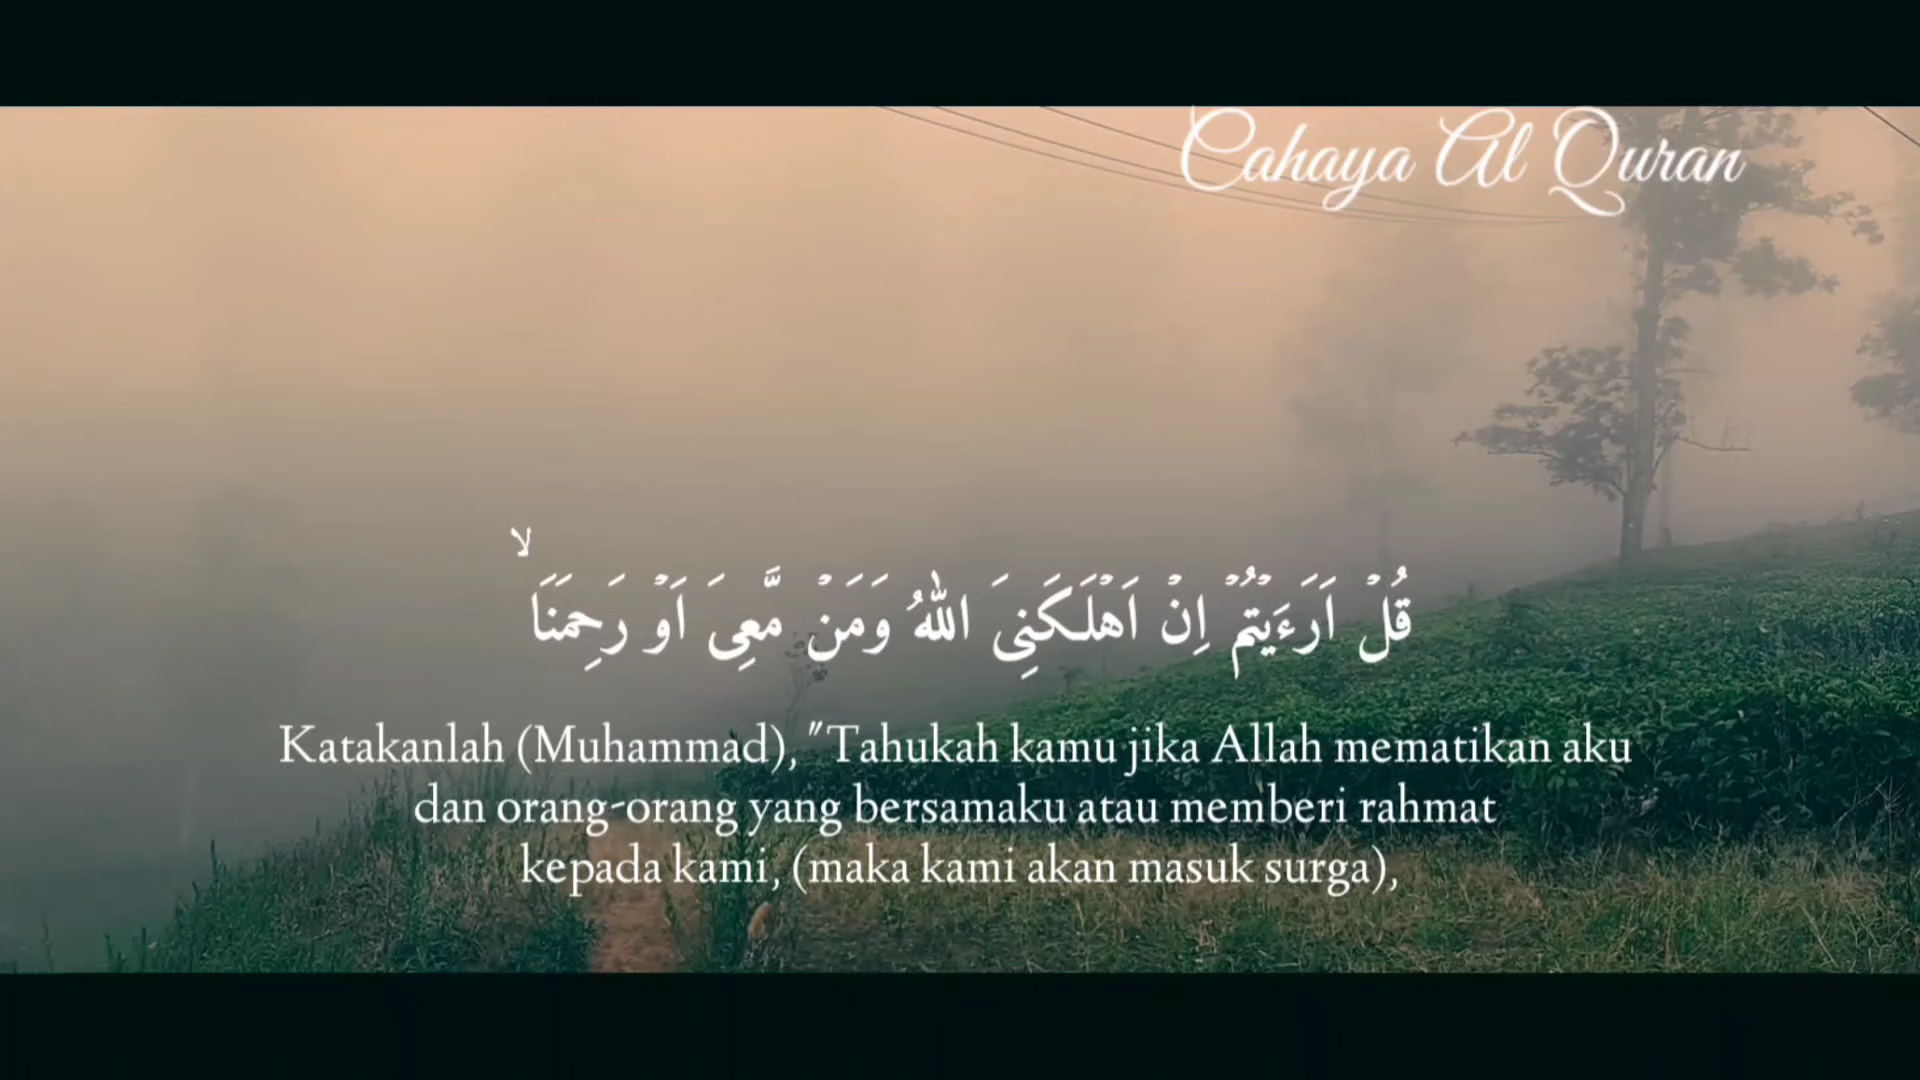 Cahaya Al Quran
قُلۡ اَرَءَيۡتُمۡ اِنۡ اَهۡلَـكَنِىَ اللّٰهُ وَمَنۡ مَّعِىَ اَوۡ رَحِمَنَا ۙ
Katakanlah (Muhammad), "Tahukah kamu jika Allah mematikan aku
dan orang-orang yang bersamaku atau memberi rahmat
kepada kami, (maka kami akan masuk surga),